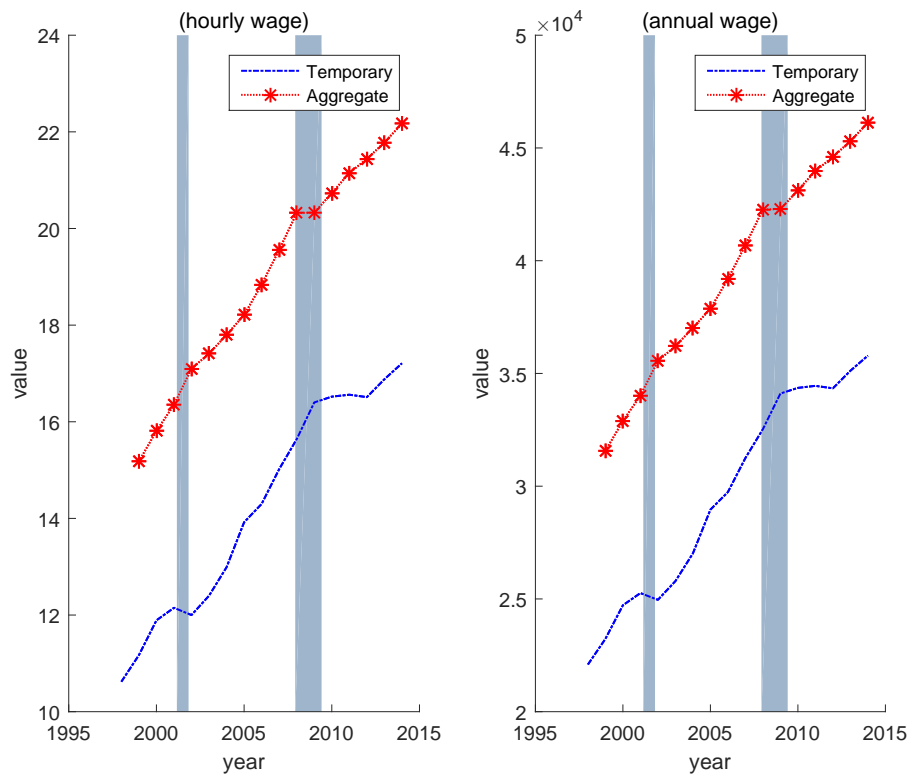 (hourly wage)
24
22
20
18
16
14
12
10
value
1995 2000 2005 2010 2015
year
Temporary
Aggregate
(annual wage)
×10⁴
5
4.5
4
3.5
3
2.5
2
value
1995 2000 2005 2010 2015
year
Temporary
Aggregate